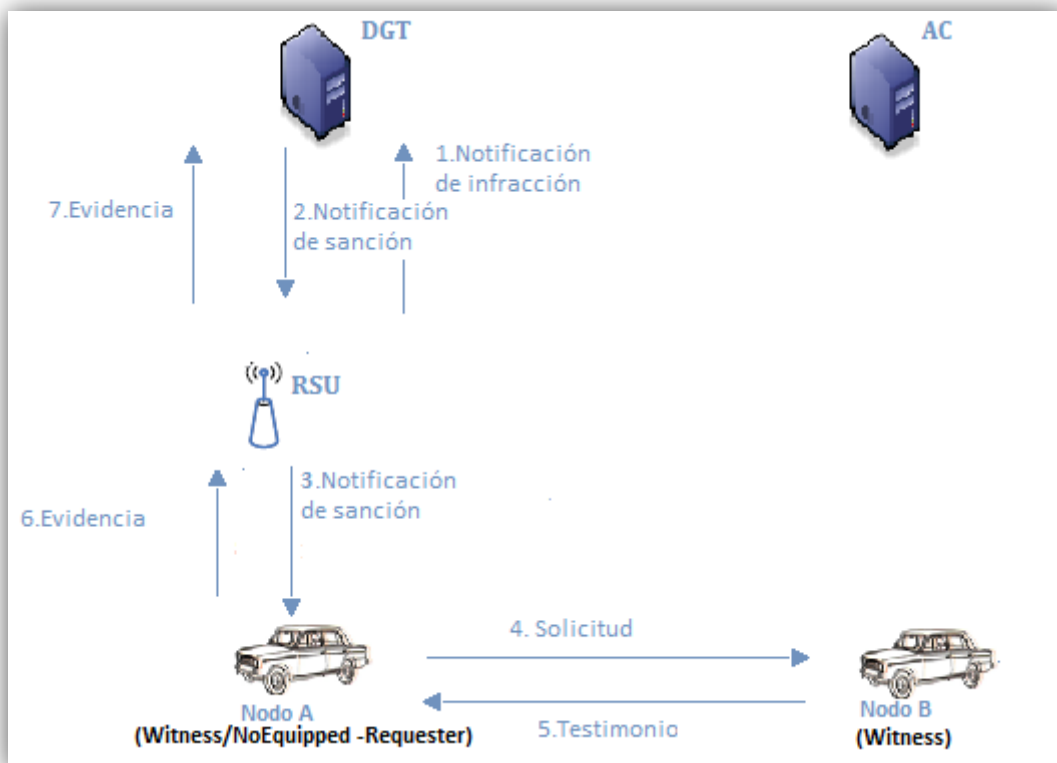 DGT
AC
1.Notificación
de infracción
7.Evidencia
2.Notificación
de sanción
RSU
3.Notificación
de sanción
6.Evidencia
4. Solicitud
Nodo A
(Witness/NoEquipped -Requester)
5.Testimonio
Nodo B
(Witness)